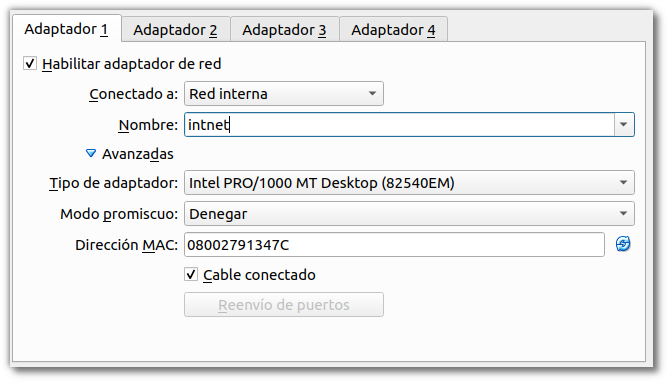 Adaptador 1 Adaptador 2 Adaptador 3 Adaptador 4
Habilitar adaptador de red
Conectado a: Red interna
Nombre: intnet
Avanzadas
Tipo de adaptador: Intel PRO/1000 MT Desktop (82540EM)
Modo promiscuo: Denegar
Dirección MAC: 08002791347C
Cable conectado
Reenvío de puertos